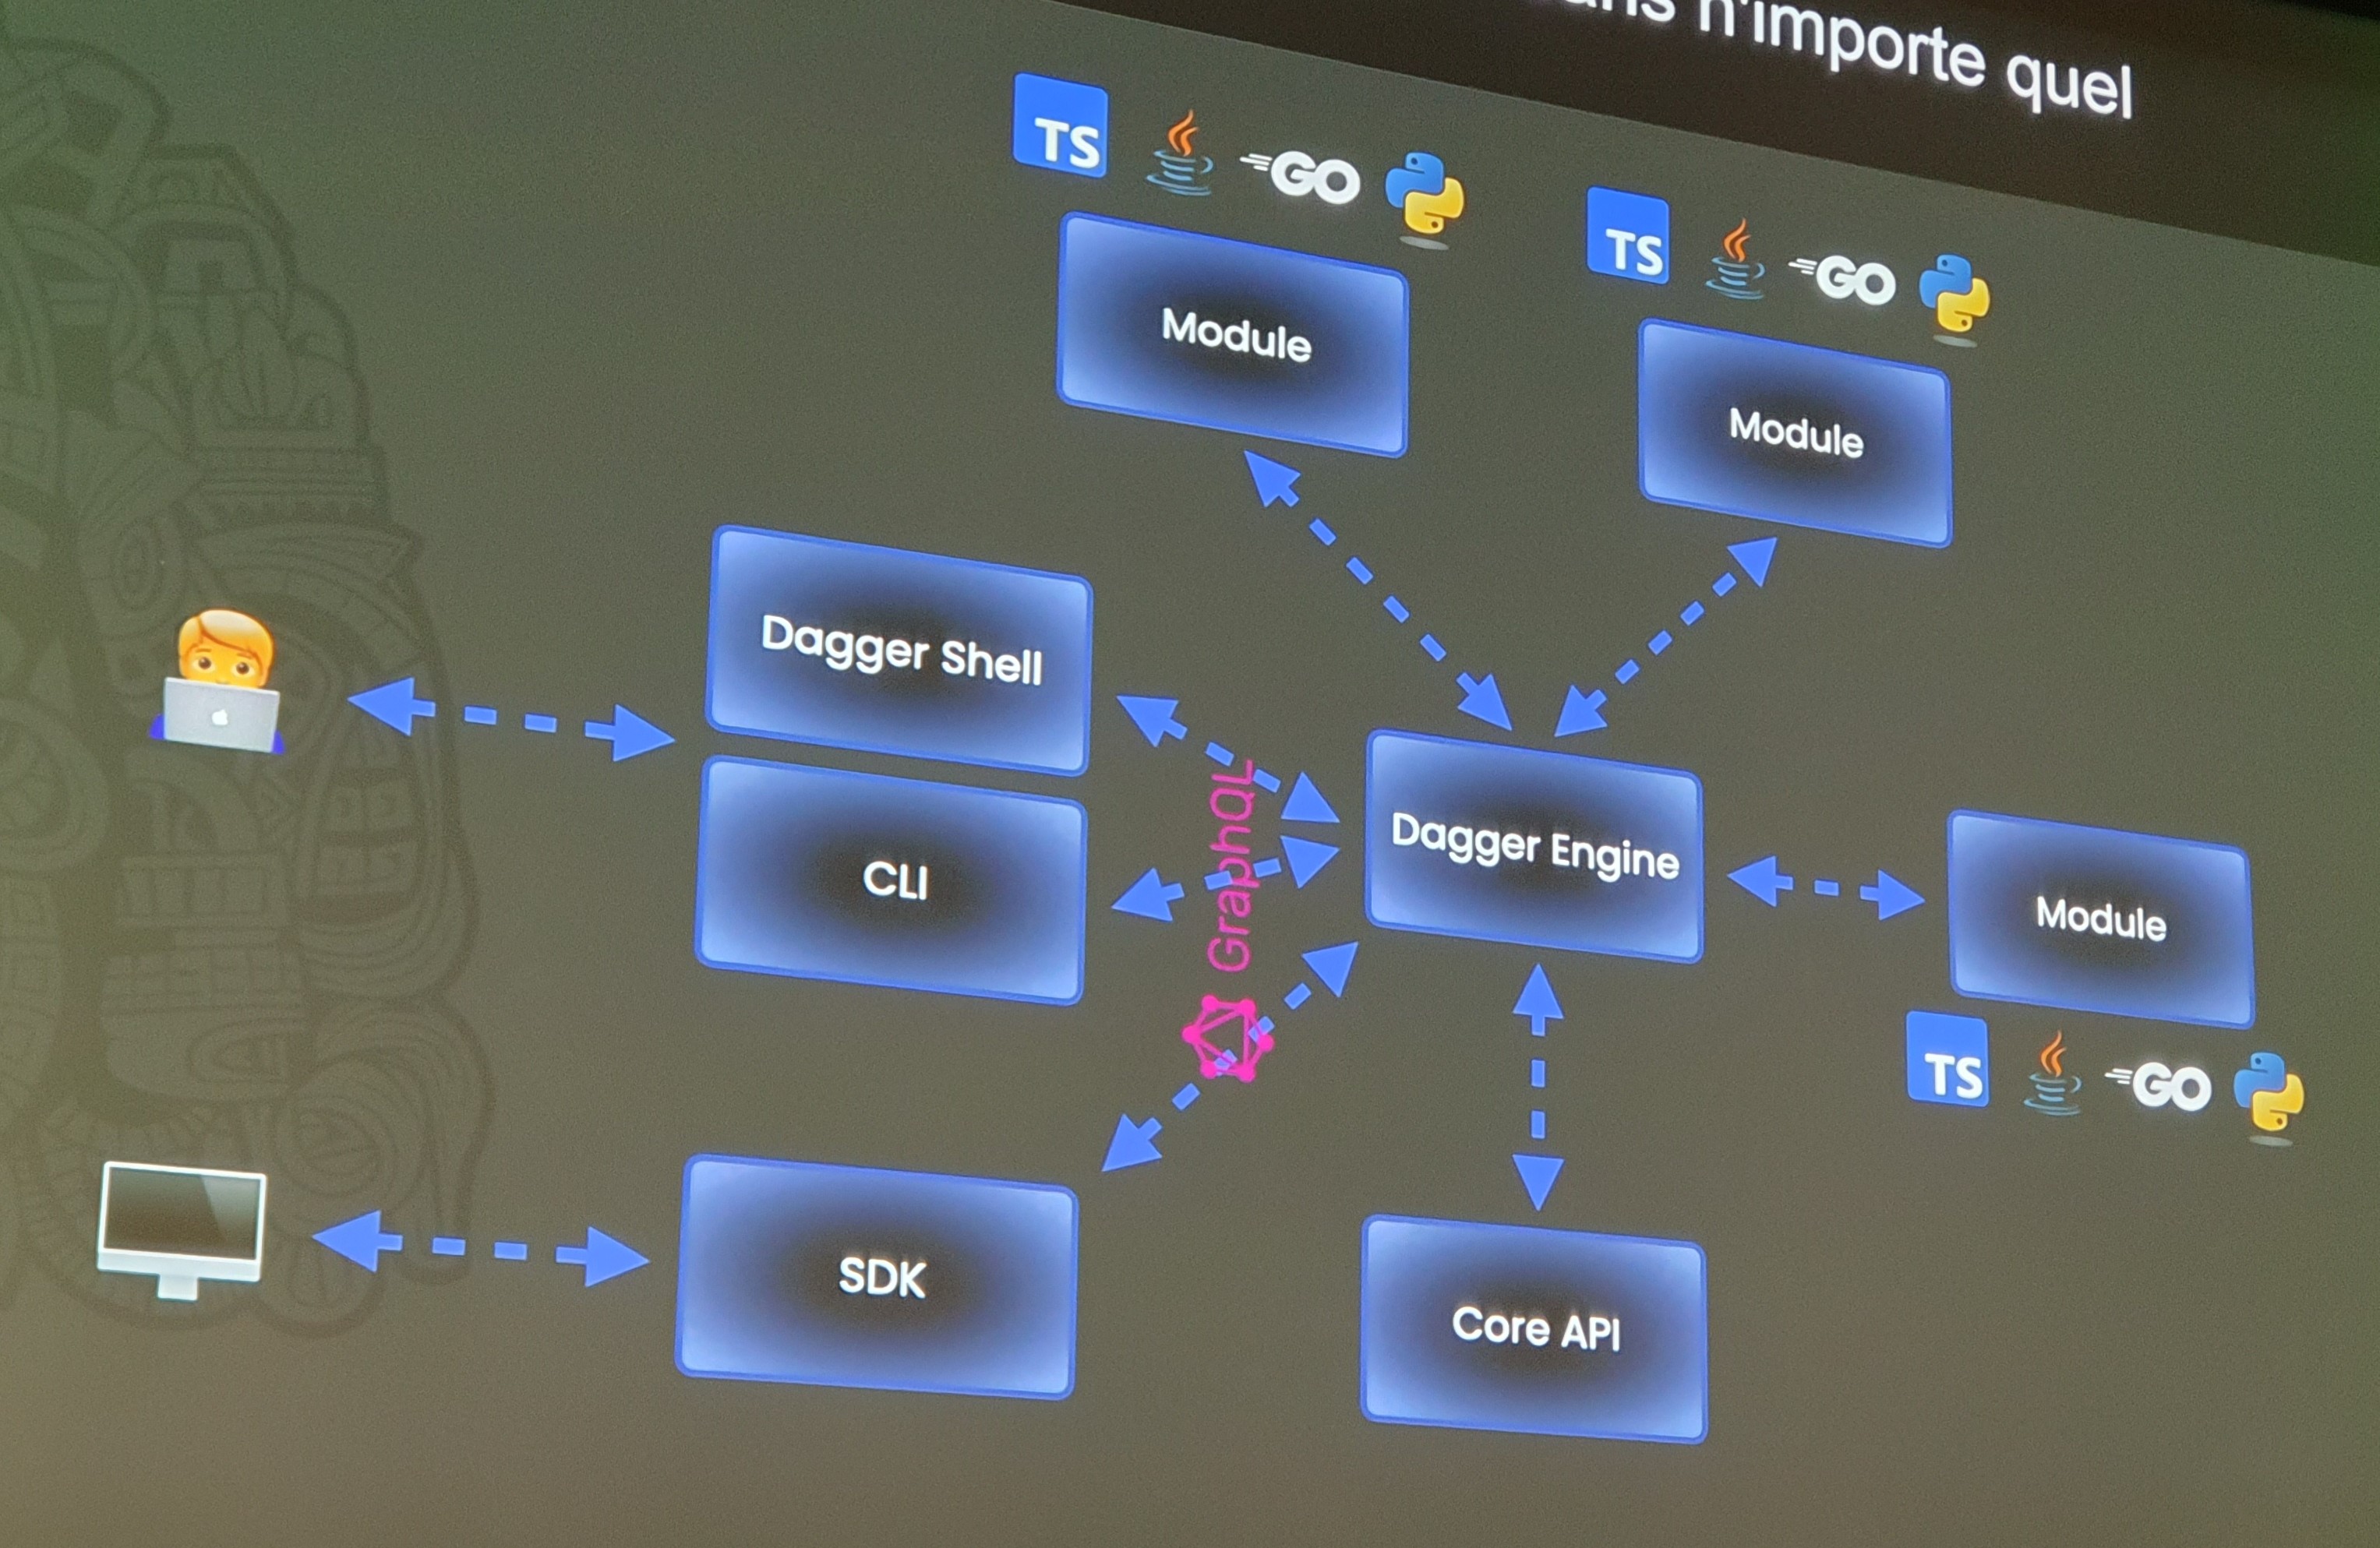 n'importe quel
TS
GO
TS
GO
Module
Module
Dagger Shell
GraphQL
CLI
Dagger Engine
Module
TS
GO
SDK
Core API